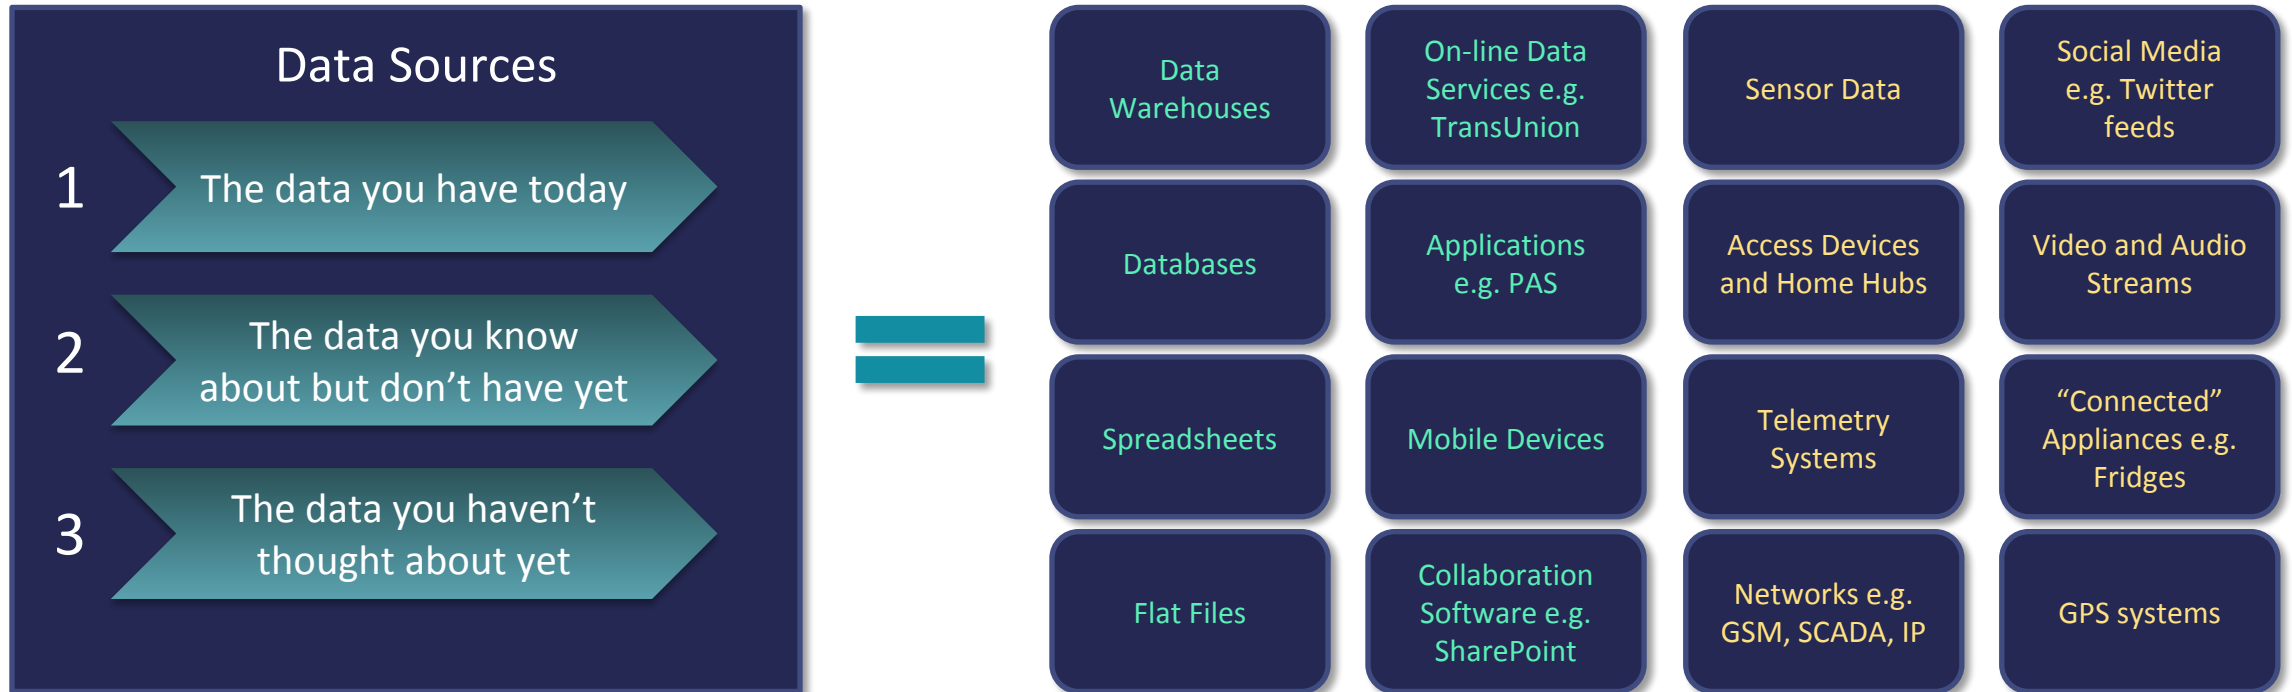 Data Sources
1
The data you have today
2
The data you know
about but don’t have yet
3
The data you haven’t
thought about yet
Data
Warehouses
On-line Data
Services e.g.
TransUnion
Sensor Data
Social Media
e.g. Twitter
feeds
Databases
Applications
e.g. PAS
Access Devices
and Home Hubs
Video and Audio
Streams
Spreadsheets
Mobile Devices
Telemetry
Systems
“Connected”
Appliances e.g.
Fridges
Flat Files
Collaboration
Software e.g.
SharePoint
Networks e.g.
GSM, SCADA, IP
GPS systems